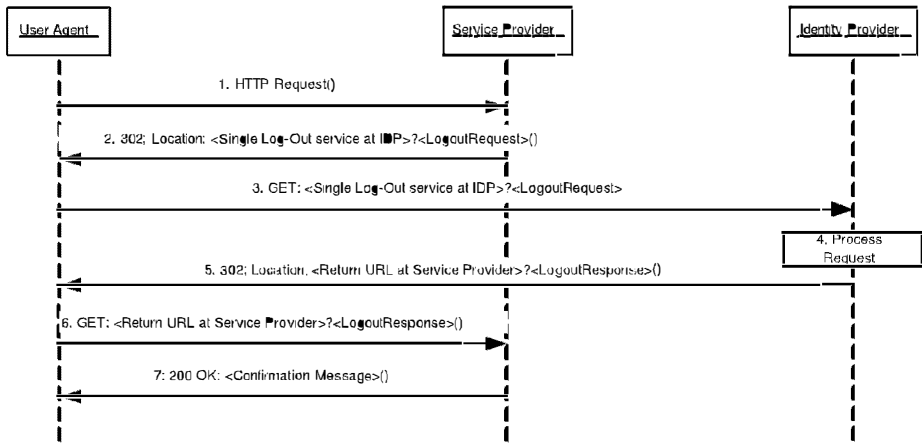 User Agent
Service Provider
Identity Provider
1. HTTP Request()
2. 302; Location: <Single Log-Out service at IDP>?<LogoutRequest>()
3. GET: <Single Log-Out service at IDP>?<LogoutRequest>
4. Process
Request
5. 302; Location, <Return URL at Service Provider>?<LogoutResponse>()
6. GET: <Return URL at Service Provider>?<LogoutResponse>()
7: 200 OK: <Confirmation Message>()